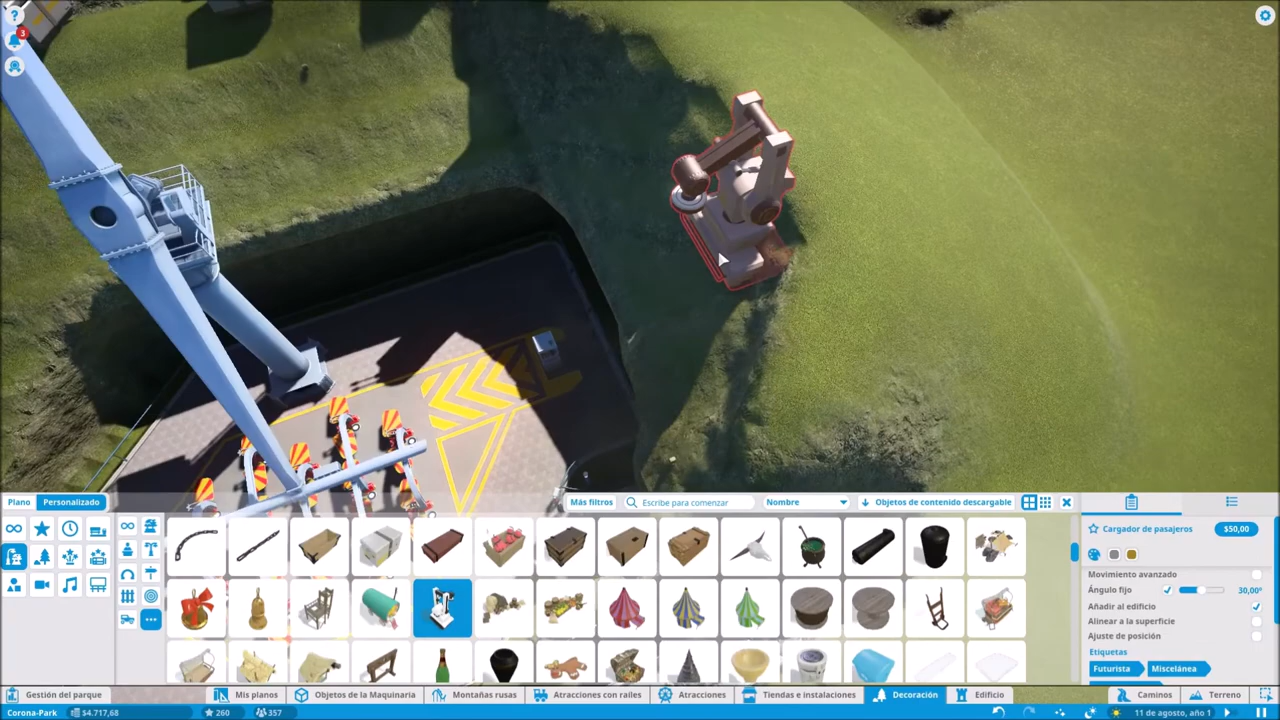 ?
3
Plano
Personalizado
Más filtros
Escribe para comenzar
Nombre
Objetos de contenido descargable
Cargador de pasajeros
$50,00
Movimiento avanzado
Ángulo fijo
30,00°
Añadir al edificio
Alinear a la superficie
Ajuste de posición
Etiquetas
Futurista
Miscelánea
Gestión del parque
Mis planos
Objetos de la Maquinaria
Montañas rusas
Atracciones con raíles
Atracciones
Tiendas e instalaciones
Decoración
Edificio
Caminos
Terreno
Corona-Park
$4.717,68
260
357
11 de agosto, año 1